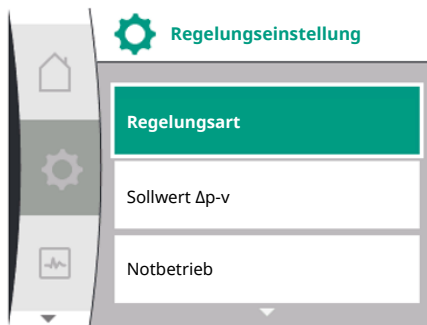 Regelungseinstellung
Regelungsart
Sollwert Δp-v
Notbetrieb